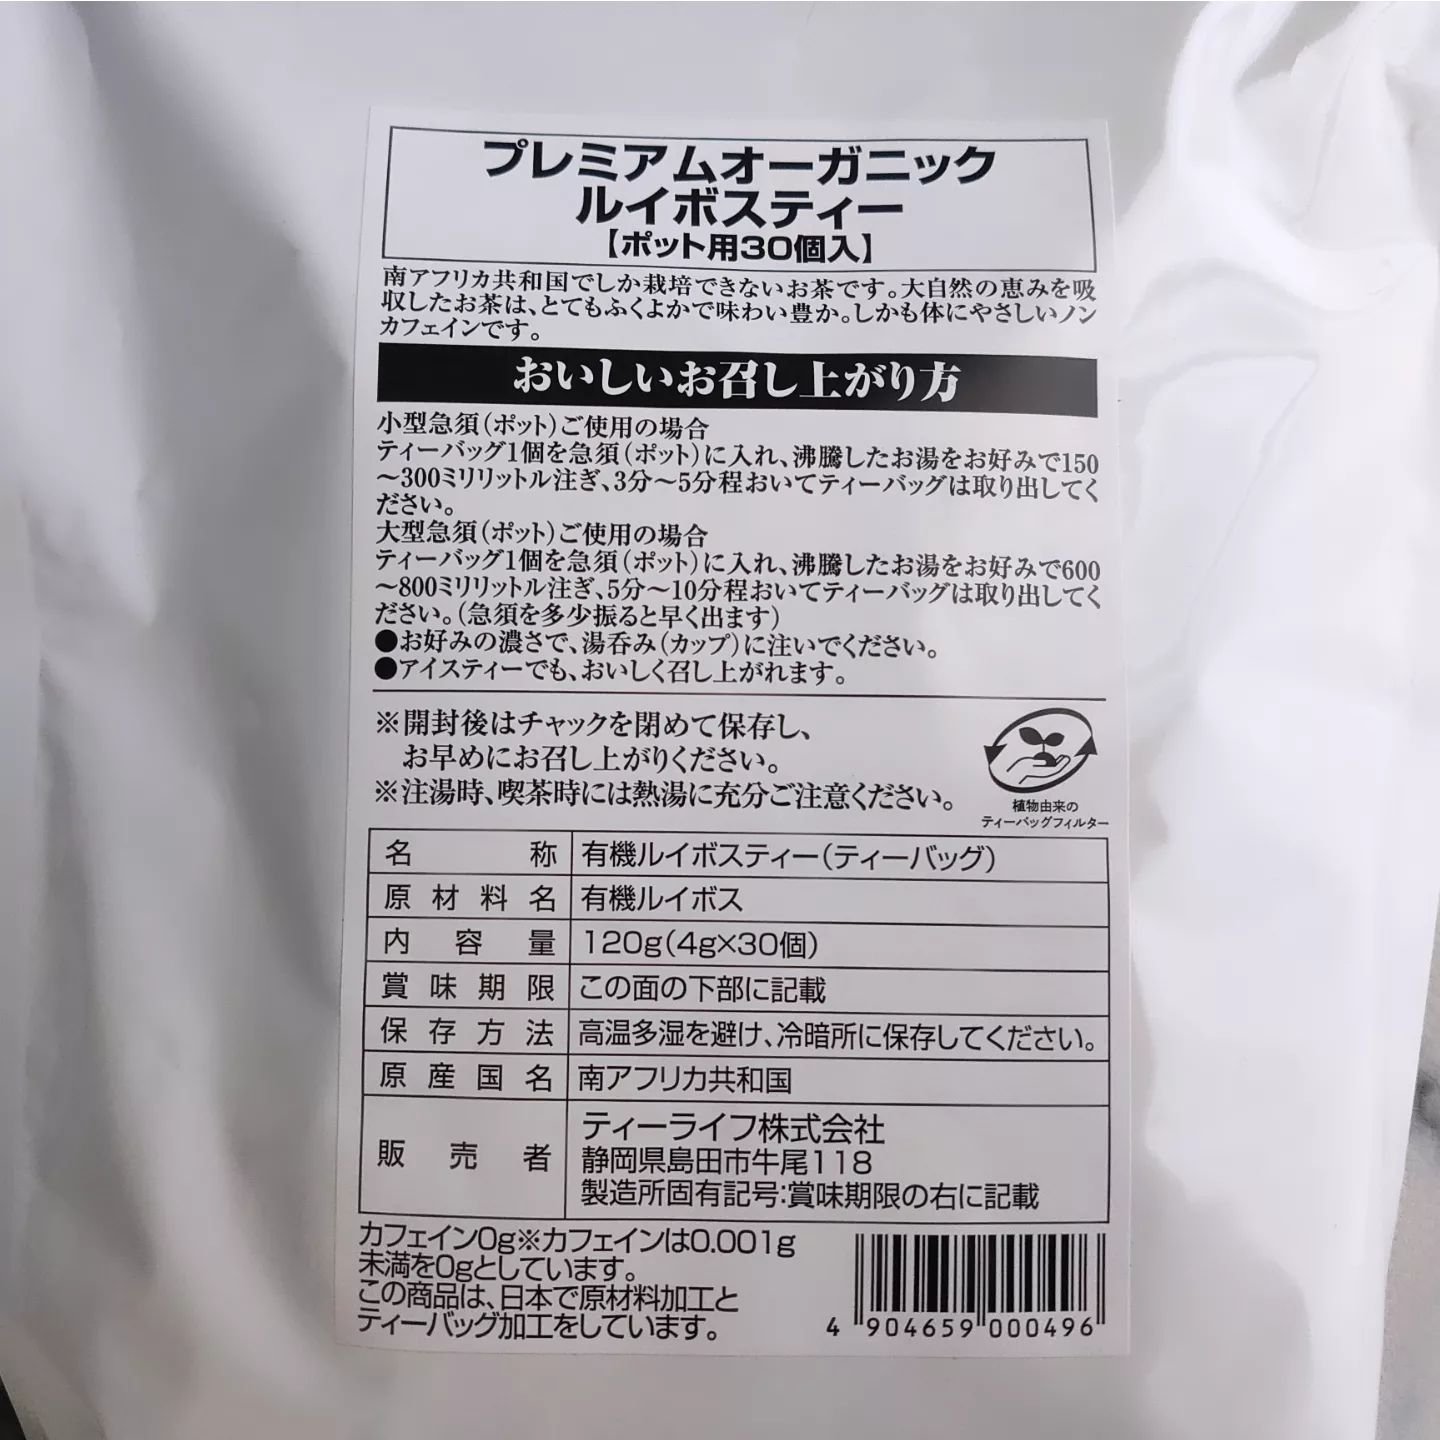 プレミアムオーガニック
ルイボスティー
【ポット用30個入】
南アフリカ共和国でしか栽培できないお茶です。大自然の恵みを吸
収したお茶は、とてもふくよかで味わい豊か。しかも体にやさしいノン
カフェインです。
おいしいお召し上がり方
小型急須(ポット)ご使用の場合
ティーバッグ1個を急須(ポット)に入れ、沸騰したお湯をお好みで150
～300ミリリットル注ぎ、3分～5分程おいてティーバッグは取り出してく
ださい。
大型急須(ポット)ご使用の場合
ティーバッグ1個を急須(ポット)に入れ、沸騰したお湯をお好みで600
～800ミリリットル注ぎ、5分～10分程おいてティーバッグは取り出してく
ださい。(急須を多少振ると早く出ます)
●お好みの濃さで、湯呑み(カップ)に注いでください。
●アイスティーでも、おいしく召し上がれます。
※開封後はチャックを閉めて保存し、
お早めにお召し上がりください。
※注湯時、喫茶時には熱湯に充分ご注意ください。
植物由来の
ティーバッグフィルター
名称 有機ルイボスティー(ティーバッグ)
原材料名 有機ルイボス
内容量 120g(4g×30個)
賞味期限 この面の下部に記載
保存方法 高温多湿を避け、冷暗所に保存してください。
原産国名 南アフリカ共和国
販売者 ティーライフ株式会社
静岡県島田市牛尾118
製造所固有記号:賞味期限の右に記載
カフェイン0g※カフェインは0.001g
未満を0gとしています。
この商品は、日本で原材料加工と
ティーバッグ加工をしています。
4 904659 000496